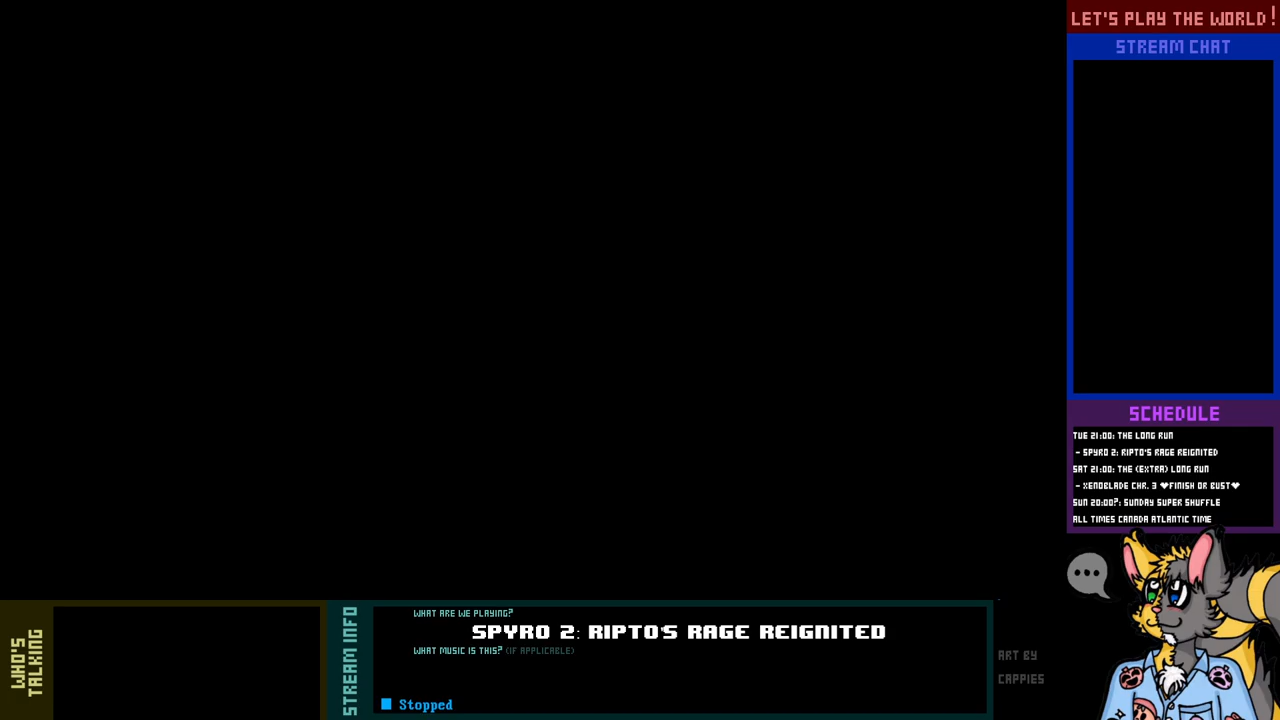 LET'S PLAY THE WORLD!
STREAM CHAT
SCHEDULE
TUE 21:00: THE LONG RUN
- SPYRO 2: RIPTO'S RAGE REIGNITED
SAT 21:00: THE (EXTRA) LONG RUN
- XENOBLADE CHR. 3 ♥FINISH OR BUST♥
SUN 20:00?: SUNDAY SUPER SHUFFLE
ALL TIMES CANADA ATLANTIC TIME
WHO'S
TALKING
STREAM INFO
WHAT ARE WE PLAYING?
SPYRO 2: RIPTO'S RAGE REIGNITED
WHAT MUSIC IS THIS? (IF APPLICABLE)
Stopped
ART BY
CAPPIES